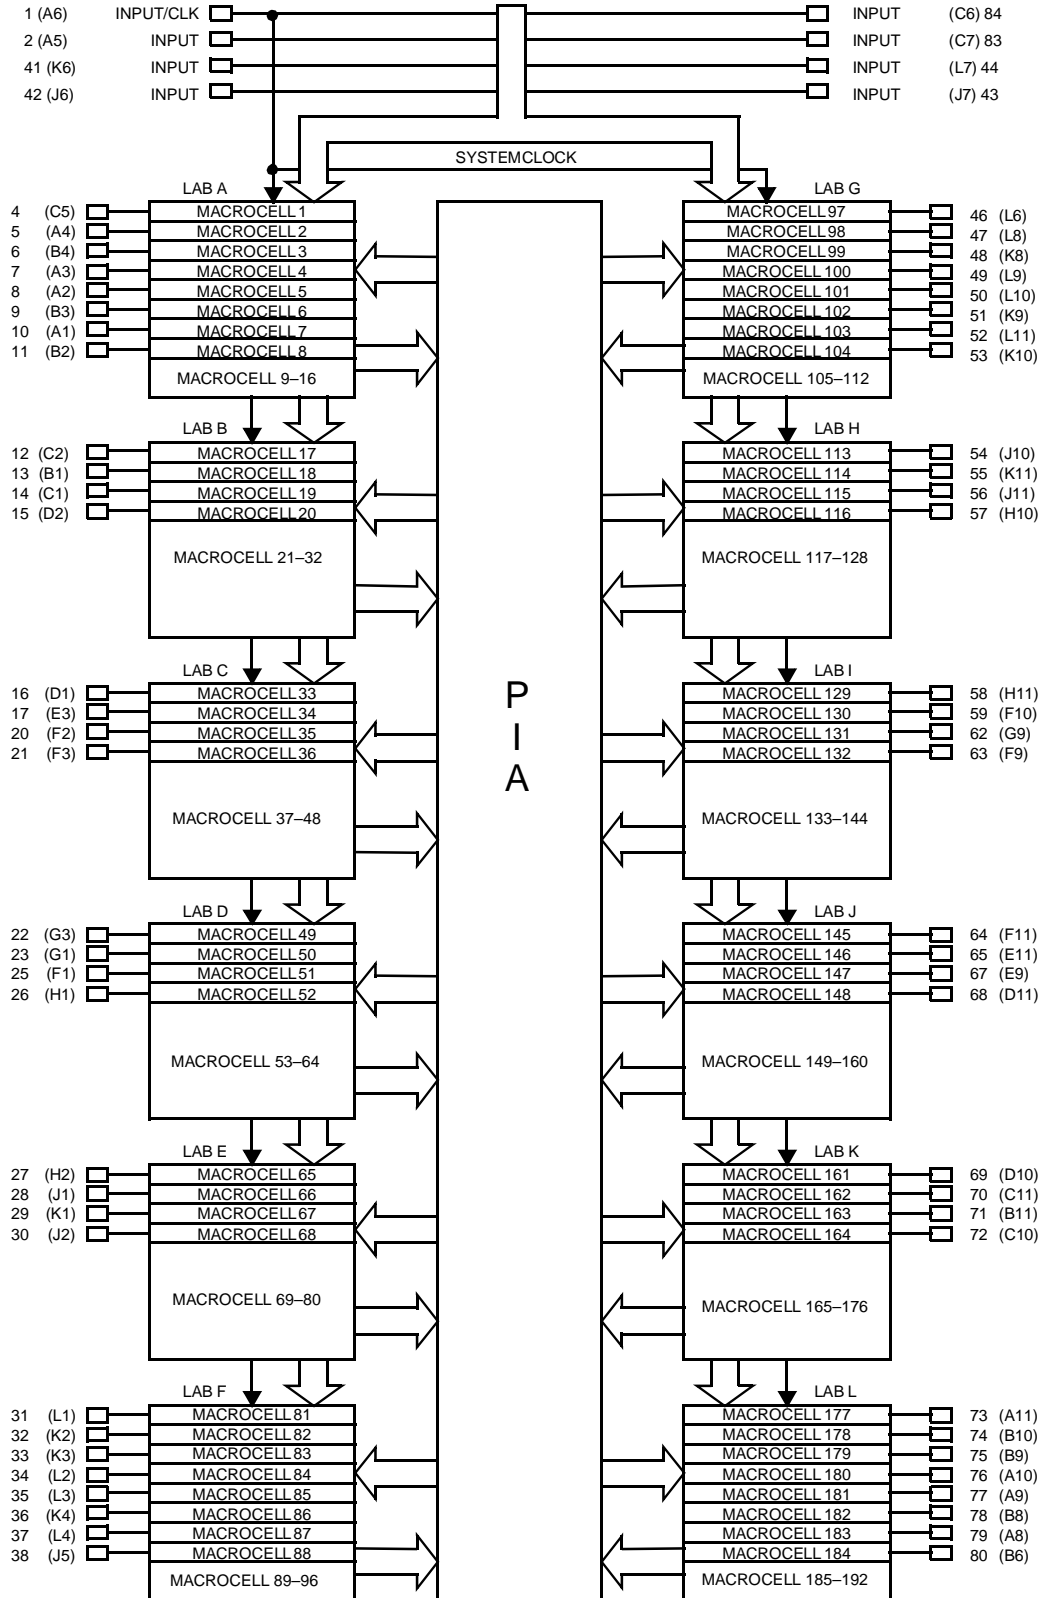 1 (A6) INPUT/CLK INPUT (C6) 84
2 (A5) INPUT INPUT (C7) 83
41 (K6) INPUT INPUT (L7) 44
42 (J6) INPUT INPUT (J7) 43
SYSTEM CLOCK
LAB A LAB G
4 (C5) MACROCELL 1 MACROCELL 97 46 (L6)
5 (A4) MACROCELL 2 MACROCELL 98 47 (L8)
6 (B4) MACROCELL 3 MACROCELL 99 48 (K8)
7 (A3) MACROCELL 4 MACROCELL 100 49 (L9)
8 (A2) MACROCELL 5 MACROCELL 101 50 (L10)
9 (B3) MACROCELL 6 MACROCELL 102 51 (K9)
10 (A1) MACROCELL 7 MACROCELL 103 52 (L11)
11 (B2) MACROCELL 8 MACROCELL 104 53 (K10)
MACROCELL 9–16 MACROCELL 105–112
LAB B LAB H
12 (C2) MACROCELL 17 MACROCELL 113 54 (J10)
13 (B1) MACROCELL 18 MACROCELL 114 55 (K11)
14 (C1) MACROCELL 19 MACROCELL 115 56 (J11)
15 (D2) MACROCELL 20 MACROCELL 116 57 (H10)
MACROCELL 21–32 MACROCELL 117–128
LAB C LAB I
16 (D1) MACROCELL 33 MACROCELL 129 58 (H11)
17 (E3) MACROCELL 34 MACROCELL 130 59 (F10)
20 (F2) MACROCELL 35 MACROCELL 131 62 (G9)
21 (F3) MACROCELL 36 MACROCELL 132 63 (F9)
P
I
A
MACROCELL 37–48 MACROCELL 133–144
LAB D LAB J
22 (G3) MACROCELL 49 MACROCELL 145 64 (F11)
23 (G1) MACROCELL 50 MACROCELL 146 65 (E11)
25 (F1) MACROCELL 51 MACROCELL 147 67 (E9)
26 (H1) MACROCELL 52 MACROCELL 148 68 (D11)
MACROCELL 53–64 MACROCELL 149–160
LAB E LAB K
27 (H2) MACROCELL 65 MACROCELL 161 69 (D10)
28 (J1) MACROCELL 66 MACROCELL 162 70 (C11)
29 (K1) MACROCELL 67 MACROCELL 163 71 (B11)
30 (J2) MACROCELL 68 MACROCELL 164 72 (C10)
MACROCELL 69–80 MACROCELL 165–176
LAB F LAB L
31 (L1) MACROCELL 81 MACROCELL 177 73 (A11)
32 (K2) MACROCELL 82 MACROCELL 178 74 (B10)
33 (K3) MACROCELL 83 MACROCELL 179 75 (B9)
34 (L2) MACROCELL 84 MACROCELL 180 76 (A10)
35 (L3) MACROCELL 85 MACROCELL 181 77 (A9)
36 (K4) MACROCELL 86 MACROCELL 182 78 (B8)
37 (L4) MACROCELL 87 MACROCELL 183 79 (A8)
38 (J5) MACROCELL 88 MACROCELL 184 80 (B6)
MACROCELL 89–96 MACROCELL 185–192